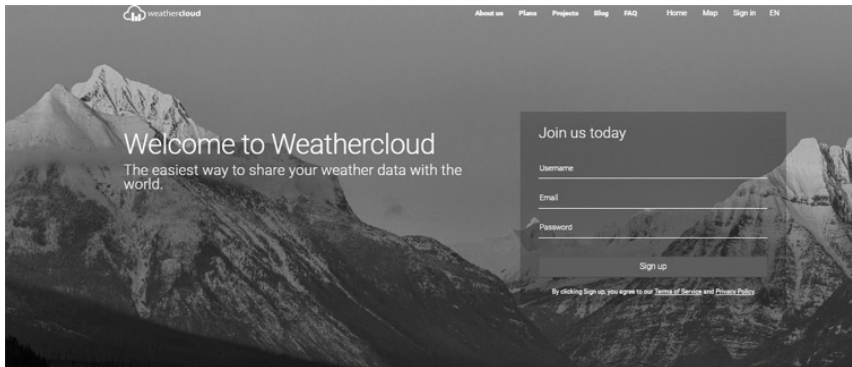 weathercloud
About us Plans Projects Blog FAQ Home Map Sign in EN
Welcome to Weathercloud
The easiest way to share your weather data with the
world.
Join us today
Username
Email
Password
Sign up
By clicking Sign up, you agree to our Terms of Service and Privacy Policy.